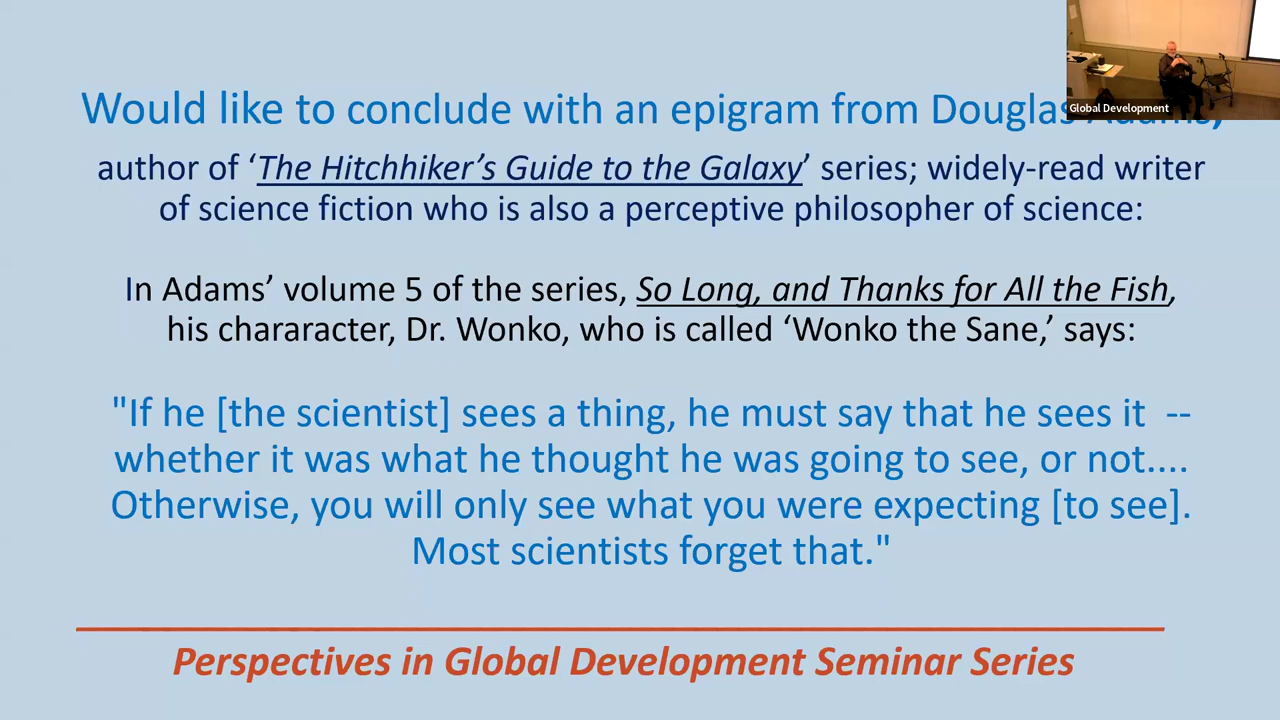 Would like to conclude with an epigram from Douglas Adams,
Global Development
author of ‘The Hitchhiker’s Guide to the Galaxy’ series; widely-read writer
of science fiction who is also a perceptive philosopher of science:
In Adams’ volume 5 of the series, So Long, and Thanks for All the Fish,
his chararacter, Dr. Wonko, who is called ‘Wonko the Sane,’ says:
"If he [the scientist] sees a thing, he must say that he sees it --
whether it was what he thought he was going to see, or not....
Otherwise, you will only see what you were expecting [to see].
Most scientists forget that."
Perspectives in Global Development Seminar Series